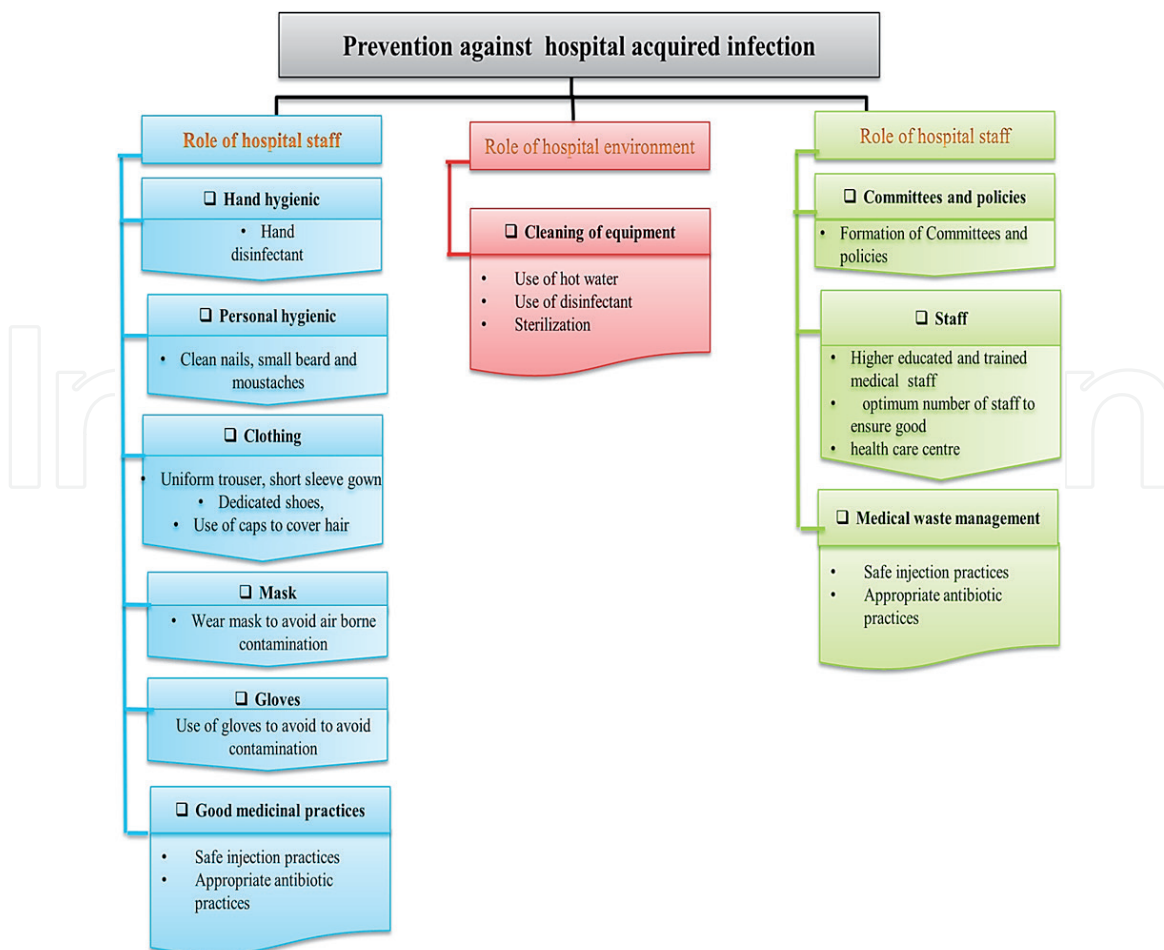 Prevention against hospital acquired infection
Role of hospital staff
❑ Hand hygienic
• Hand
disinfectant
❑ Personal hygienic
• Clean nails, small beard and
moustaches
❑ Clothing
• Uniform trouser, short sleeve gown
• Dedicated shoes,
• Use of caps to cover hair
❑ Mask
• Wear mask to avoid air borne
contamination
❑ Gloves
Use of gloves to avoid to avoid
contamination
❑ Good medicinal practices
• Safe injection practices
• Appropriate antibiotic
practices
Role of hospital environment
❑ Cleaning of equipment
• Use of hot water
• Use of disinfectant
• Sterilization
Role of hospital staff
❑ Committees and policies
• Formation of Committees and
policies
❑ Staff
• Higher educated and trained
medical staff
• optimum number of staff to
ensure good
• health care centre
❑ Medical waste management
• Safe injection practices
• Appropriate antibiotic
practices